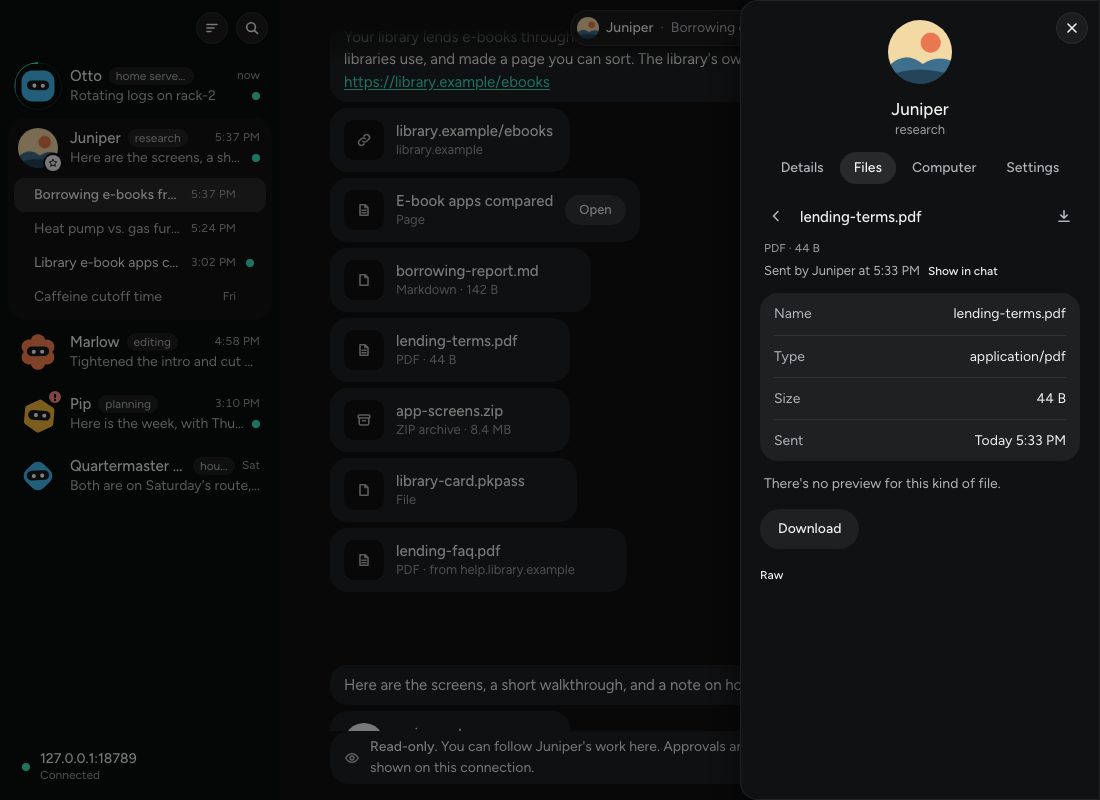 Otto
home serve...
now
Rotating logs on rack-2
Juniper
research
5:37 PM
Here are the screens, a sh...
Borrowing e-books fr...
5:37 PM
Heat pump vs. gas fur...
5:24 PM
Library e-book apps c...
3:02 PM
Caffeine cutoff time
Fri
Marlow
editing
4:58 PM
Tightened the intro and cut ...
Pip
planning
3:10 PM
Here is the week, with Thu...
Quartermaster ...
hou...
Sat
Both are on Saturday's route,...
127.0.0.1:18789
Connected
Juniper · Borrowing
Your library lends e-books through
libraries use, and made a page you can sort. The library's ow
https://library.example/ebooks
library.example/ebooks
library.example
E-book apps compared
Page
Open
borrowing-report.md
Markdown · 142 B
lending-terms.pdf
PDF · 44 B
app-screens.zip
ZIP archive · 8.4 MB
library-card.pkpass
File
lending-faq.pdf
PDF · from help.library.example
Here are the screens, a short walkthrough, and a note on ho
Read-only. You can follow Juniper's work here. Approvals ar
shown on this connection.
Juniper
research
Details
Files
Computer
Settings
lending-terms.pdf
PDF · 44 B
Sent by Juniper at 5:33 PM
Show in chat
Name
lending-terms.pdf
Type
application/pdf
Size
44 B
Sent
Today 5:33 PM
There's no preview for this kind of file.
Download
Raw